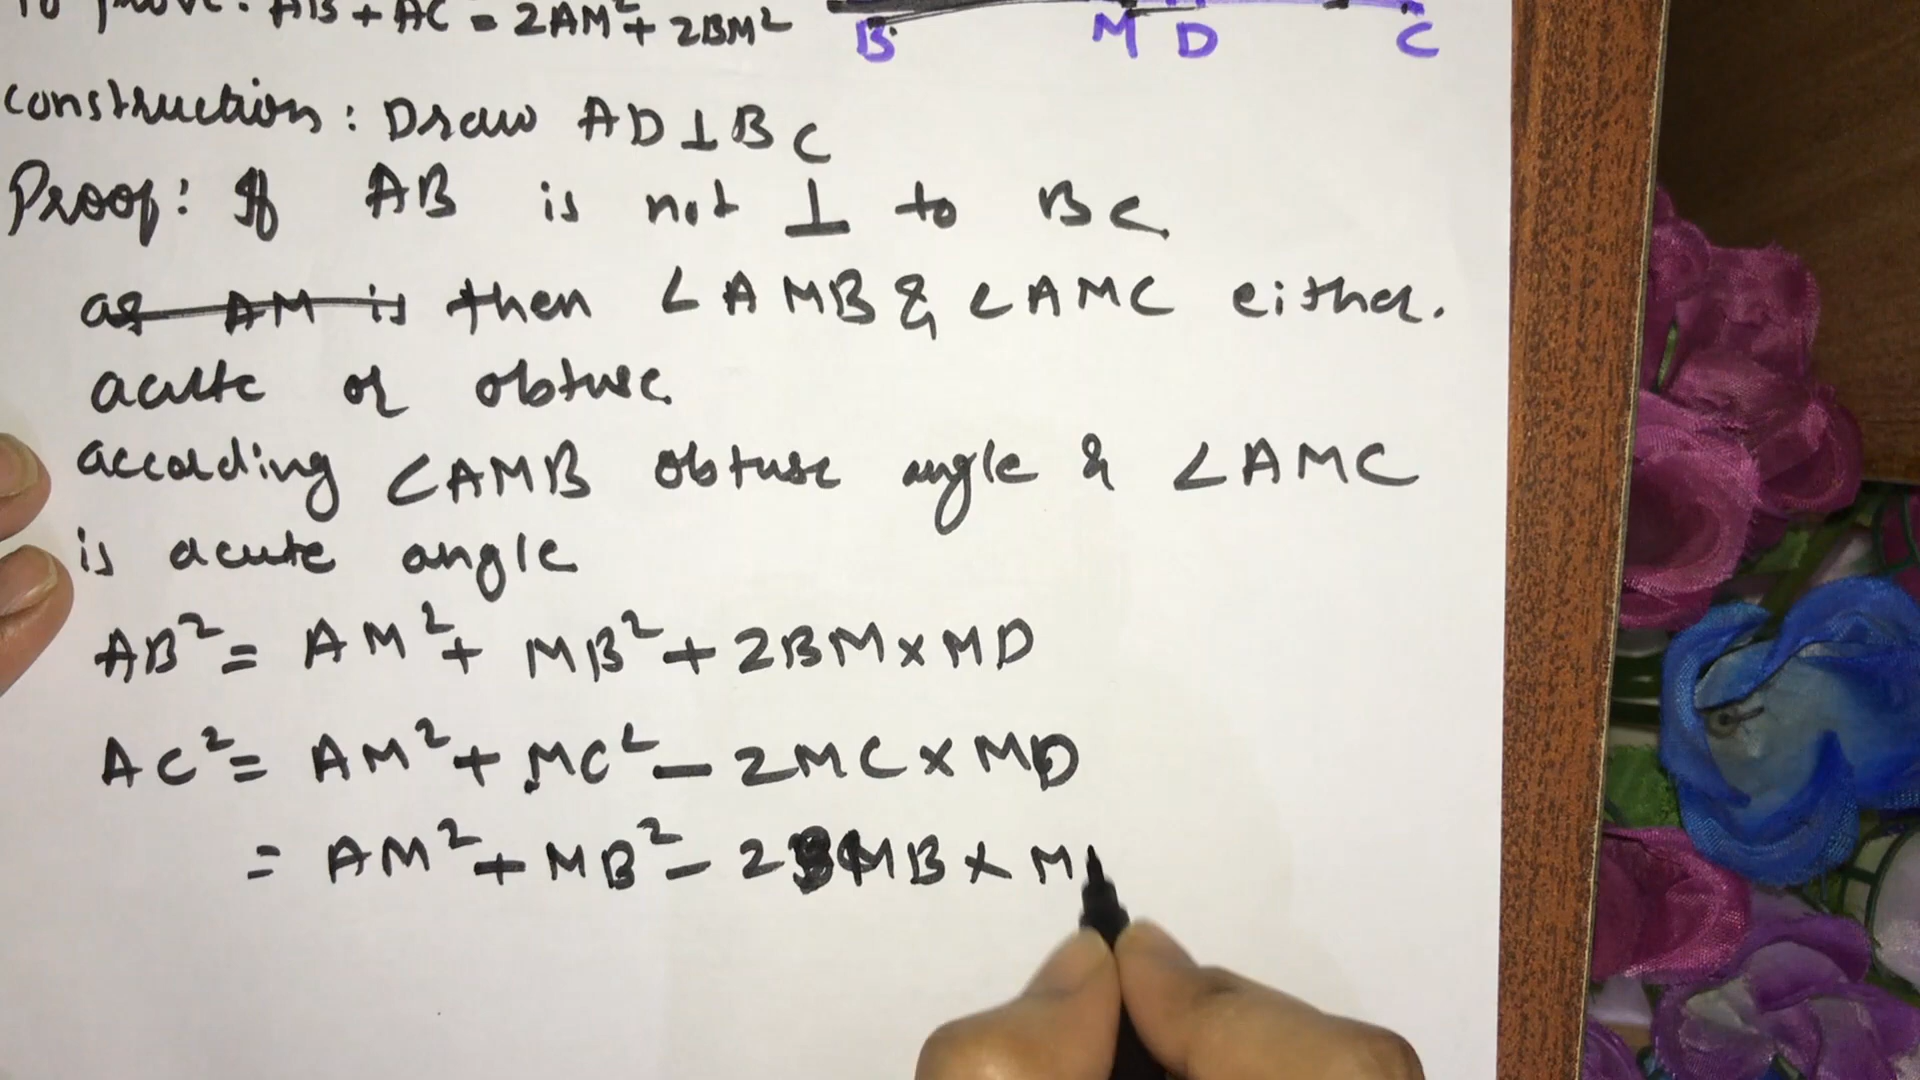 To prove: AB + AC = 2AM² + 2BM²
B M D C
construction: Draw AD ⊥ BC
Proof: If AB is not ⊥ to BC
as AM is then ∠AMB & ∠AMC either.
acute or obtuse
according ∠AMB obtuse angle & ∠AMC
is acute angle
AB² = AM² + MB² + 2BM × MD
AC² = AM² + MC² - 2MC × MD
= AM² + MB² - 2MB × M